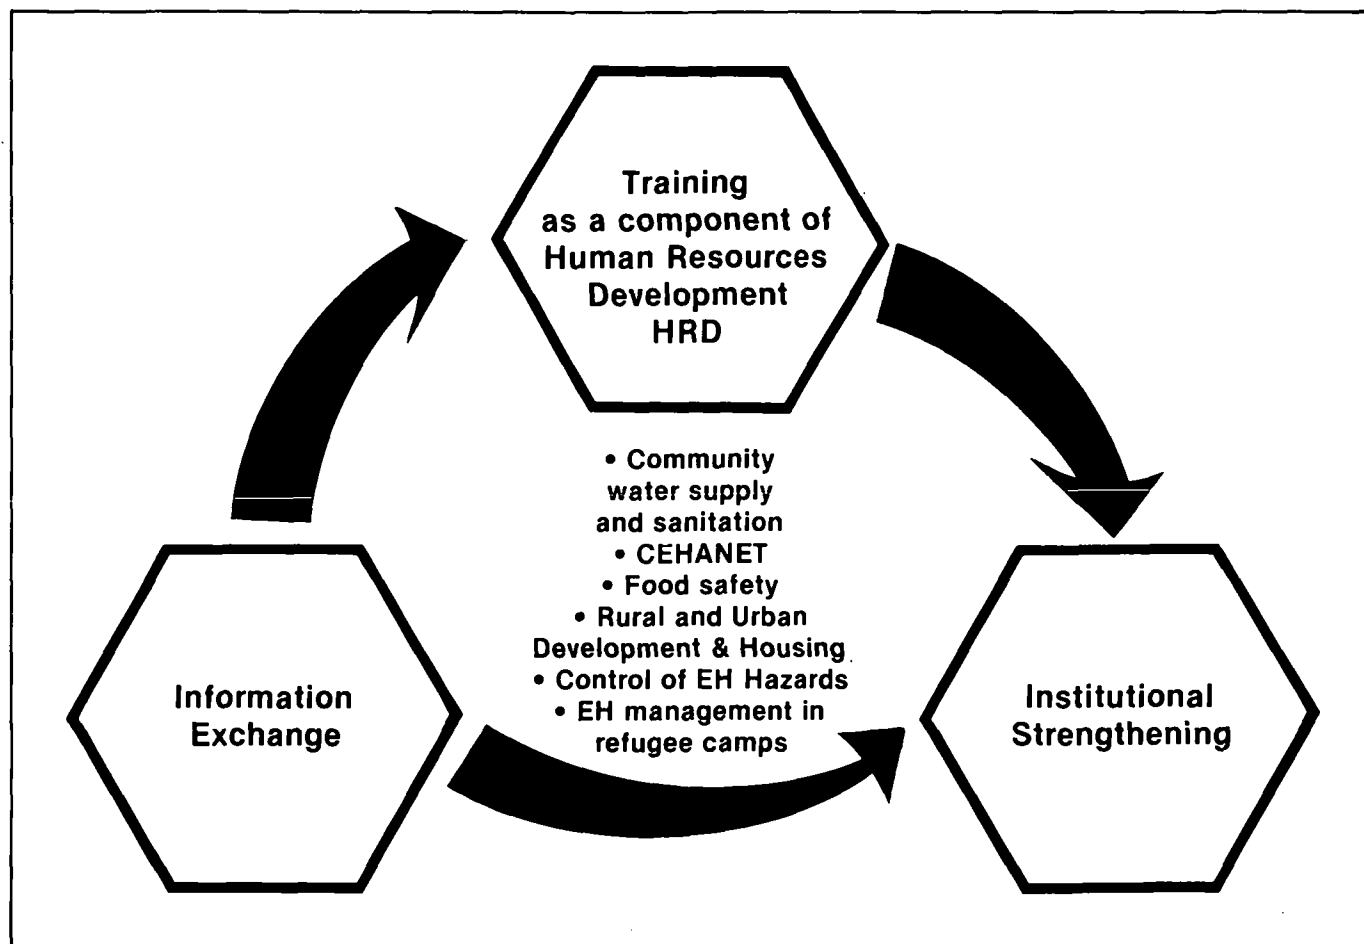 Training
as a component of
Human Resources
Development
HRD
• Community
water supply
and sanitation
• CEHANET
• Food safety
• Rural and Urban
Development & Housing
• Control of EH Hazards
• EH management in
refugee camps
Information
Exchange
Institutional
Strengthening